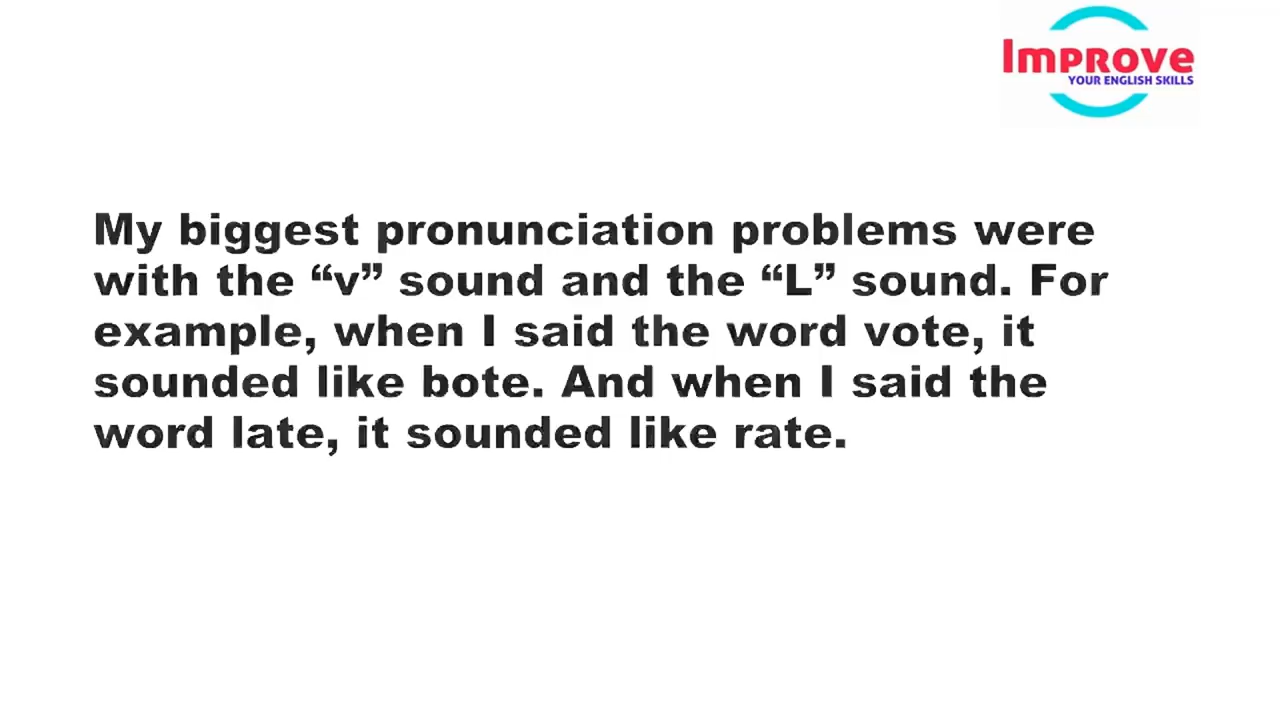 Improve
YOUR ENGLISH SKILLS
My biggest pronunciation problems were
with the “v” sound and the “L” sound. For
example, when I said the word vote, it
sounded like bote. And when I said the
word late, it sounded like rate.